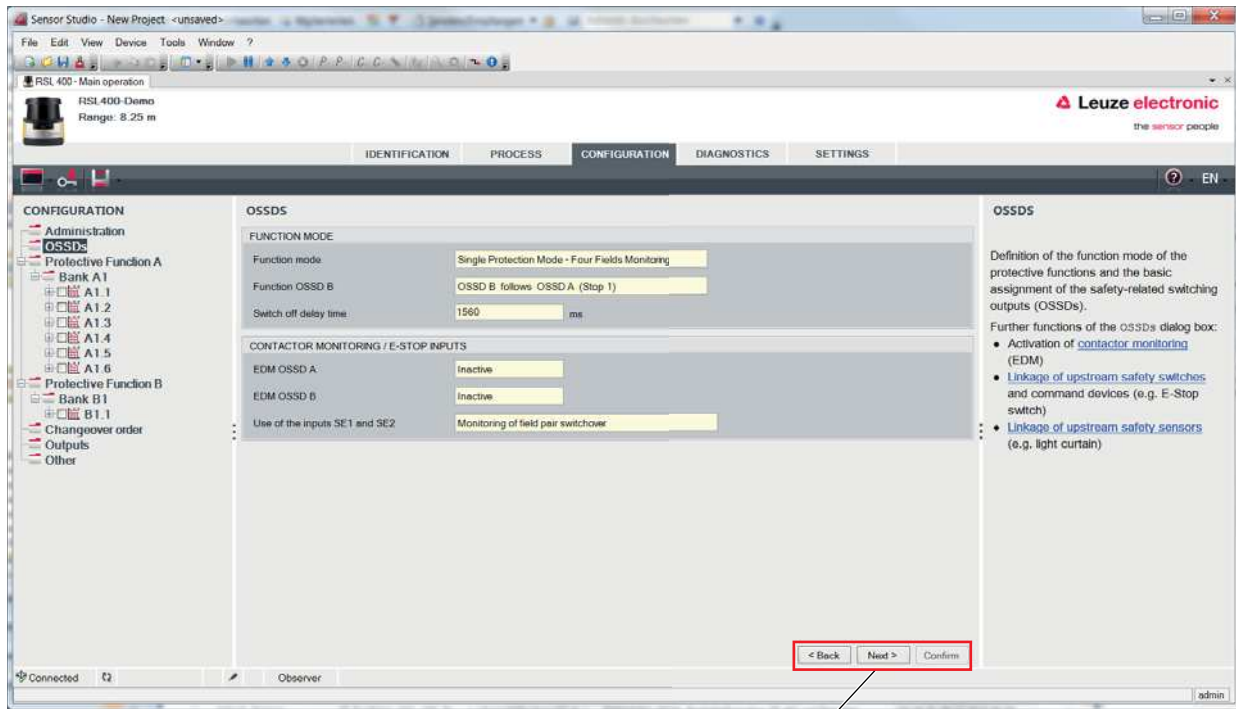 Sensor Studio - New Project <unsaved>
File Edit View Device Tools Window ?
RSL 400 - Main operation
RSL400-Demo
Range: 8.25 m
Leuze electronic
the sensor people
IDENTIFICATION PROCESS CONFIGURATION DIAGNOSTICS SETTINGS
EN
CONFIGURATION
Administration
OSSDs
Protective Function A
Bank A1
A1.1
A1.2
A1.3
A1.4
A1.5
A1.6
Protective Function B
Bank B1
B1.1
Changeover order
Outputs
Other
OSSDS
FUNCTION MODE
Function mode Single Protection Mode - Four Fields Monitoring
Function OSSD B OSSD B follows OSSD A (Stop 1)
Switch off delay time 1560 ms
CONTACTOR MONITORING / E-STOP INPUTS
EDM OSSD A Inactive
EDM OSSD B Inactive
Use of the inputs SE1 and SE2 Monitoring of field pair switchover
< Back Next > Confirm
OSSDS
Definition of the function mode of the
protective functions and the basic
assignment of the safety-related switching
outputs (OSSDs).
Further functions of the OSSDs dialog box:
• Activation of contactor monitoring
(EDM)
• Linkage of upstream safety switches
and command devices (e.g. E-Stop
switch)
• Linkage of upstream safety sensors
(e.g. light curtain)
Connected Observer
admin